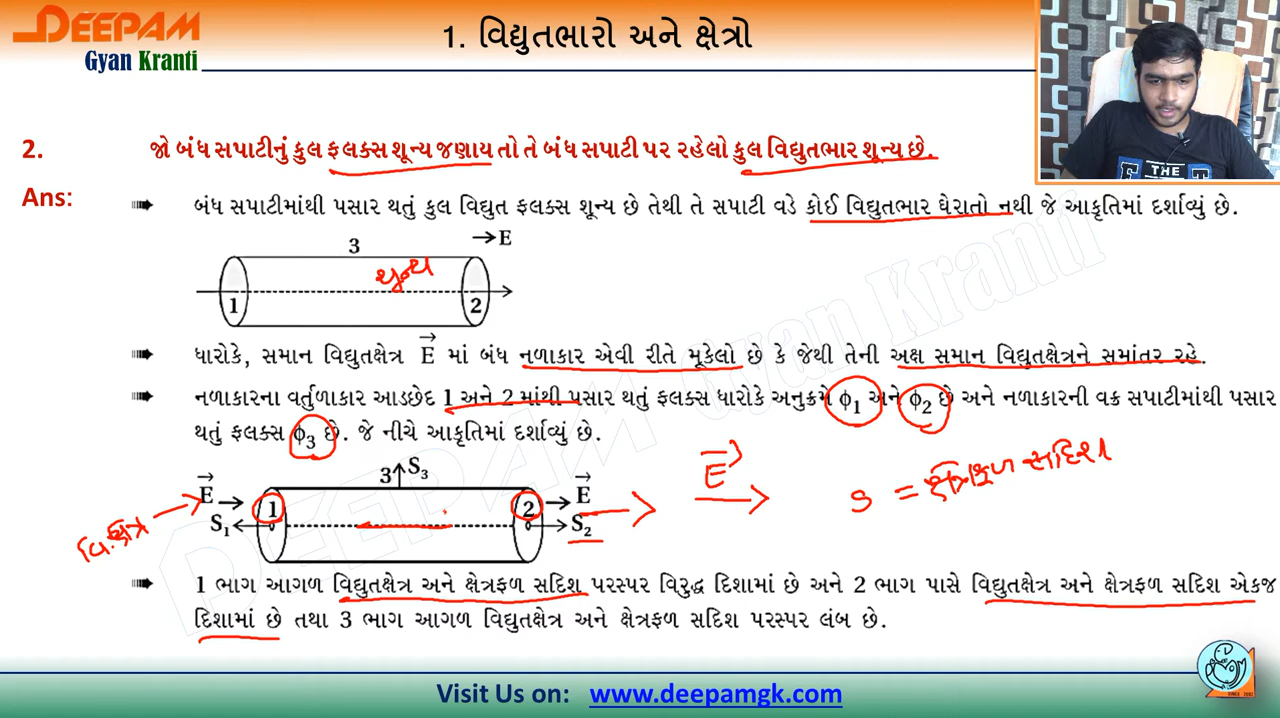 DEEPAM
Gyan Kranti
1. વિદ્યુતભારો અને ક્ષેત્રો
2. જો બંધ સપાટીનું કુલ ફલક્સ શૂન્ય જણાય તો તે બંધ સપાટી પર રહેલો કુલ વિદ્યુતભાર શૂન્ય છે.
Ans:
બંધ સપાટીમાંથી પસાર થતું કુલ વિદ્યુત ફલક્સ શૂન્ય છે તેથી તે સપાટી વડે કોઈ વિદ્યુતભાર ઘેરાતો નથી જે આકૃતિમાં દર્શાવ્યું છે.
3 E
શૂન્ય
1 2
ધારોકે, સમાન વિદ્યુતક્ષેત્ર E માં બંધ નળાકાર એવી રીતે મૂકેલો છે કે જેથી તેની અક્ષ સમાન વિદ્યુતક્ષેત્રને સમાંતર રહે.
નળાકારના વર્તુળાકાર આડછેદ 1 અને 2 માંથી પસાર થતું ફલક્સ ધારોકે અનુક્રમે ϕ1 અને ϕ2 છે અને નળાકારની વક્ર સપાટીમાંથી પસાર
થતું ફલક્સ ϕ3 છે. જે નીચે આકૃતિમાં દર્શાવ્યું છે.
3 S3
E 1 2 E E S = ક્ષેત્રફળ સદિશ
S1 S2
વિ.ક્ષેત્ર
1 ભાગ આગળ વિદ્યુતક્ષેત્ર અને ક્ષેત્રફળ સદિશ પરસ્પર વિરુદ્ધ દિશામાં છે અને 2 ભાગ પાસે વિદ્યુતક્ષેત્ર અને ક્ષેત્રફળ સદિશ એકજ
દિશામાં છે તથા 3 ભાગ આગળ વિદ્યુતક્ષેત્ર અને ક્ષેત્રફળ સદિશ પરસ્પર લંબ છે.
DEEPAM Gyan Kranti
Visit Us on: www.deepamgk.com